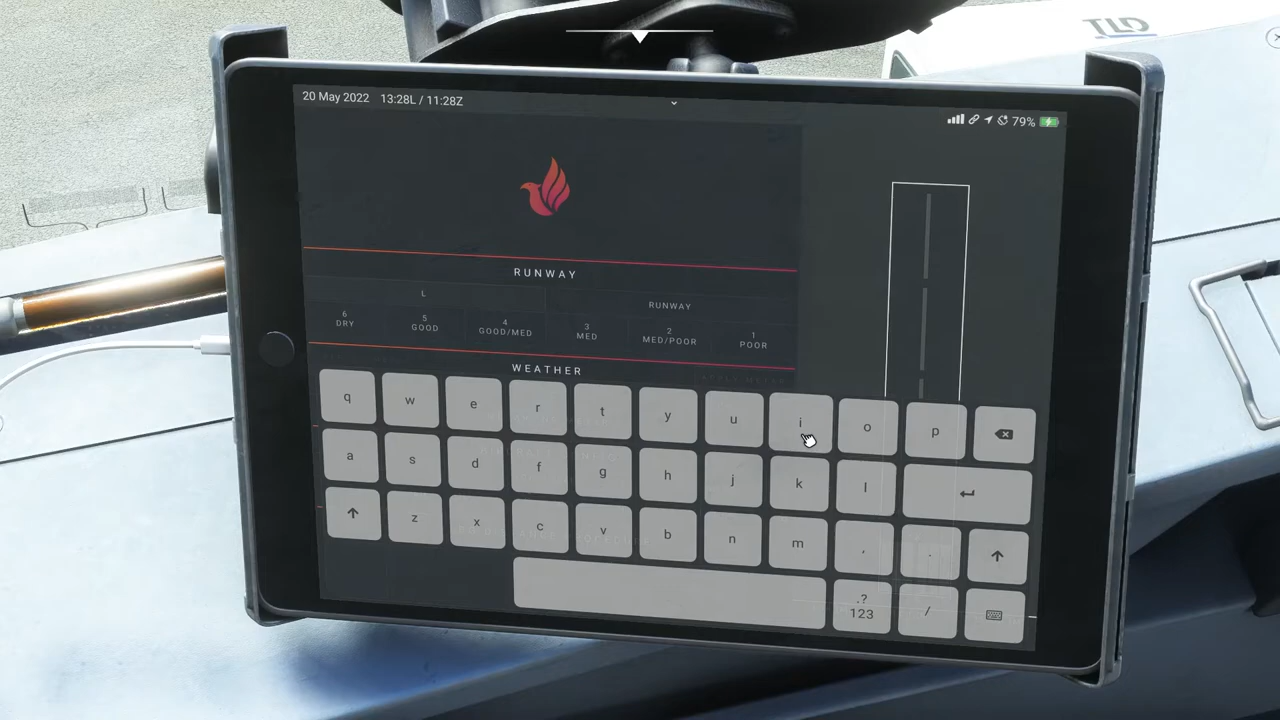 TLD
20 May 2022 13:28L / 11:28Z
79%
RUNWAY
L
RUNWAY
6
DRY
5
GOOD
4
GOOD/MED
3
MED
2
MED/POOR
1
POOR
WEATHER
q w e r t y u i o p
a s d f g h j k l
z x c v b n m , .
.?
123
/